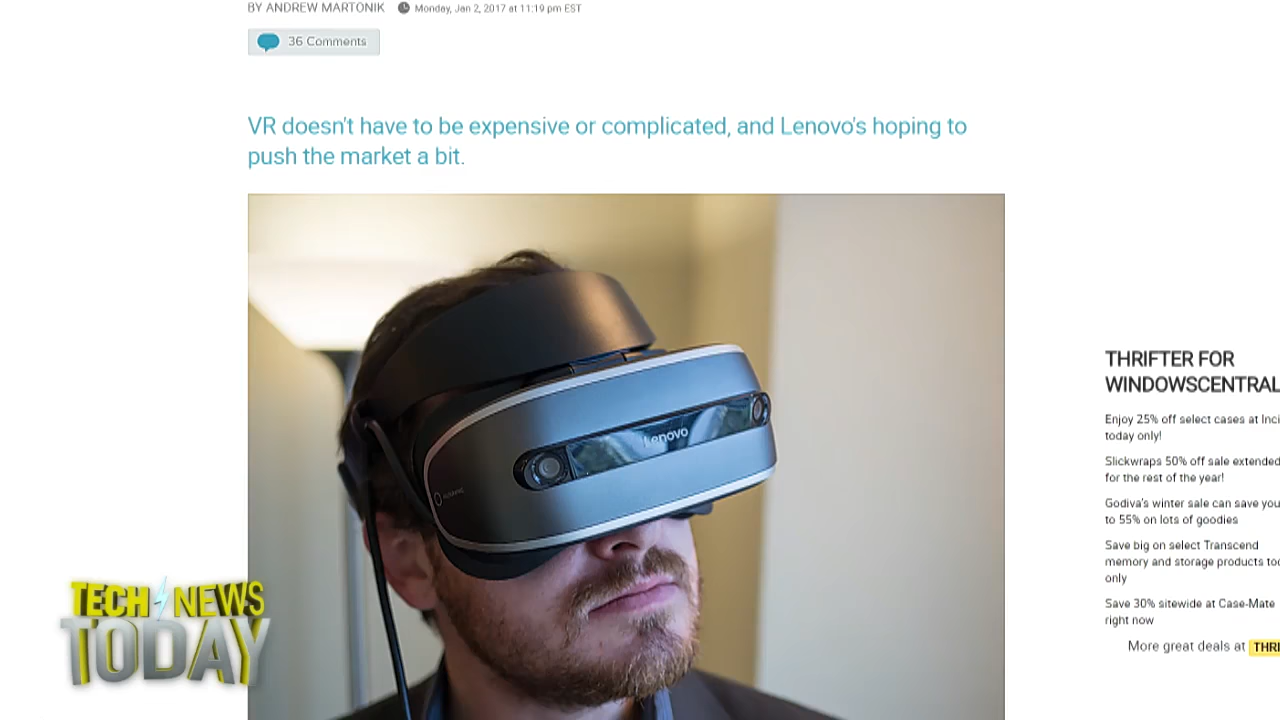 BY ANDREW MARTONIK Monday, Jan 2, 2017 at 11:19 pm EST
36 Comments
VR doesn't have to be expensive or complicated, and Lenovo's hoping to
push the market a bit.
Lenovo
THRIFTER FOR
WINDOWSCENTRAL
Enjoy 25% off select cases at Inci
today only!
Slickwraps 50% off sale extended
for the rest of the year!
Godiva's winter sale can save you
to 55% on lots of goodies
Save big on select Transcend
memory and storage products too
only
Save 30% sitewide at Case-Mate
right now
More great deals at THRI
TECH NEWS
TODAY